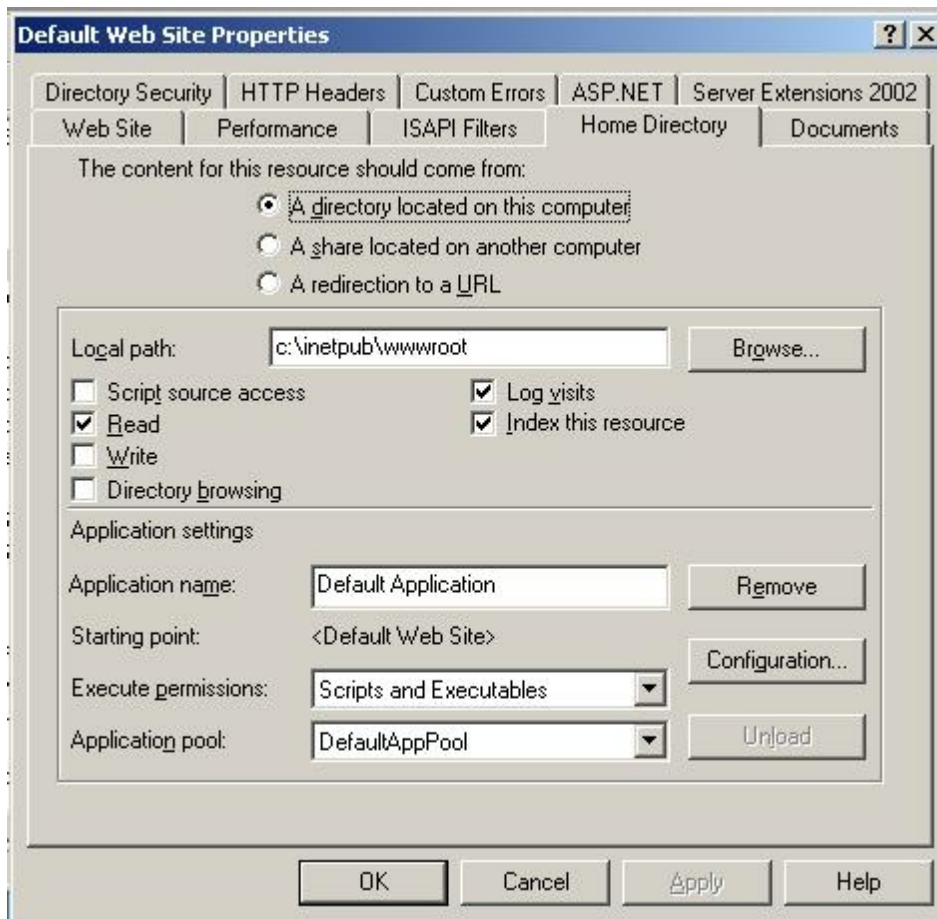 Default Web Site Properties
Directory Security HTTP Headers Custom Errors ASP.NET Server Extensions 2002
Web Site Performance ISAPI Filters Home Directory Documents
The content for this resource should come from:
A directory located on this computer
A share located on another computer
A redirection to a URL
Local path: c:\inetpub\wwwroot Browse...
Script source access Log visits
Read Index this resource
Write
Directory browsing
Application settings
Application name: Default Application Remove
Starting point: <Default Web Site>
Configuration...
Execute permissions: Scripts and Executables
Application pool: DefaultAppPool Unload
OK Cancel Apply Help